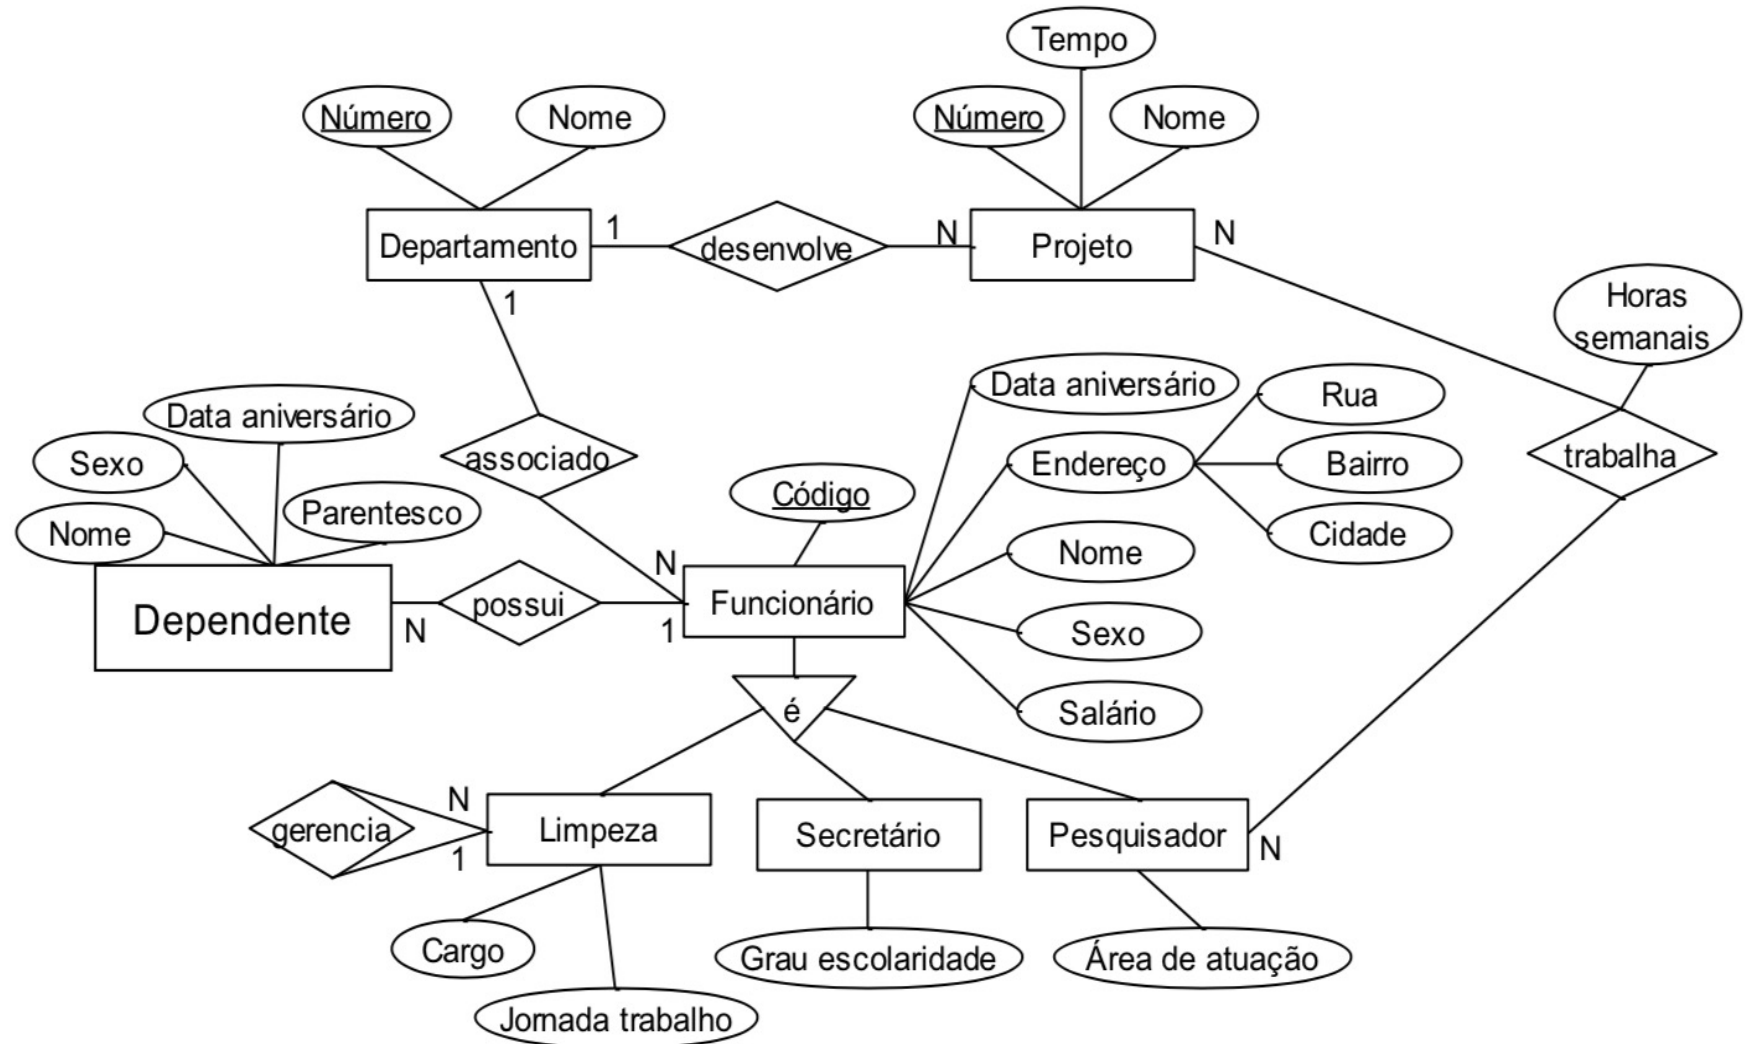 Tempo
Número
Nome
Número
Nome
Departamento
1
desenvolve
N
Projeto
N
1
Horas
semanais
Data aniversário
Sexo
Nome
Parentesco
associado
Código
Data aniversário
Endereço
Rua
Bairro
Cidade
trabalha
Nome
Sexo
Salário
Dependente
N
possui
N
1
Funcionário
é
gerencia
N
1
Limpeza
Secretário
Pesquisador
N
Cargo
Jornada trabalho
Grau escolaridade
Área de atuação